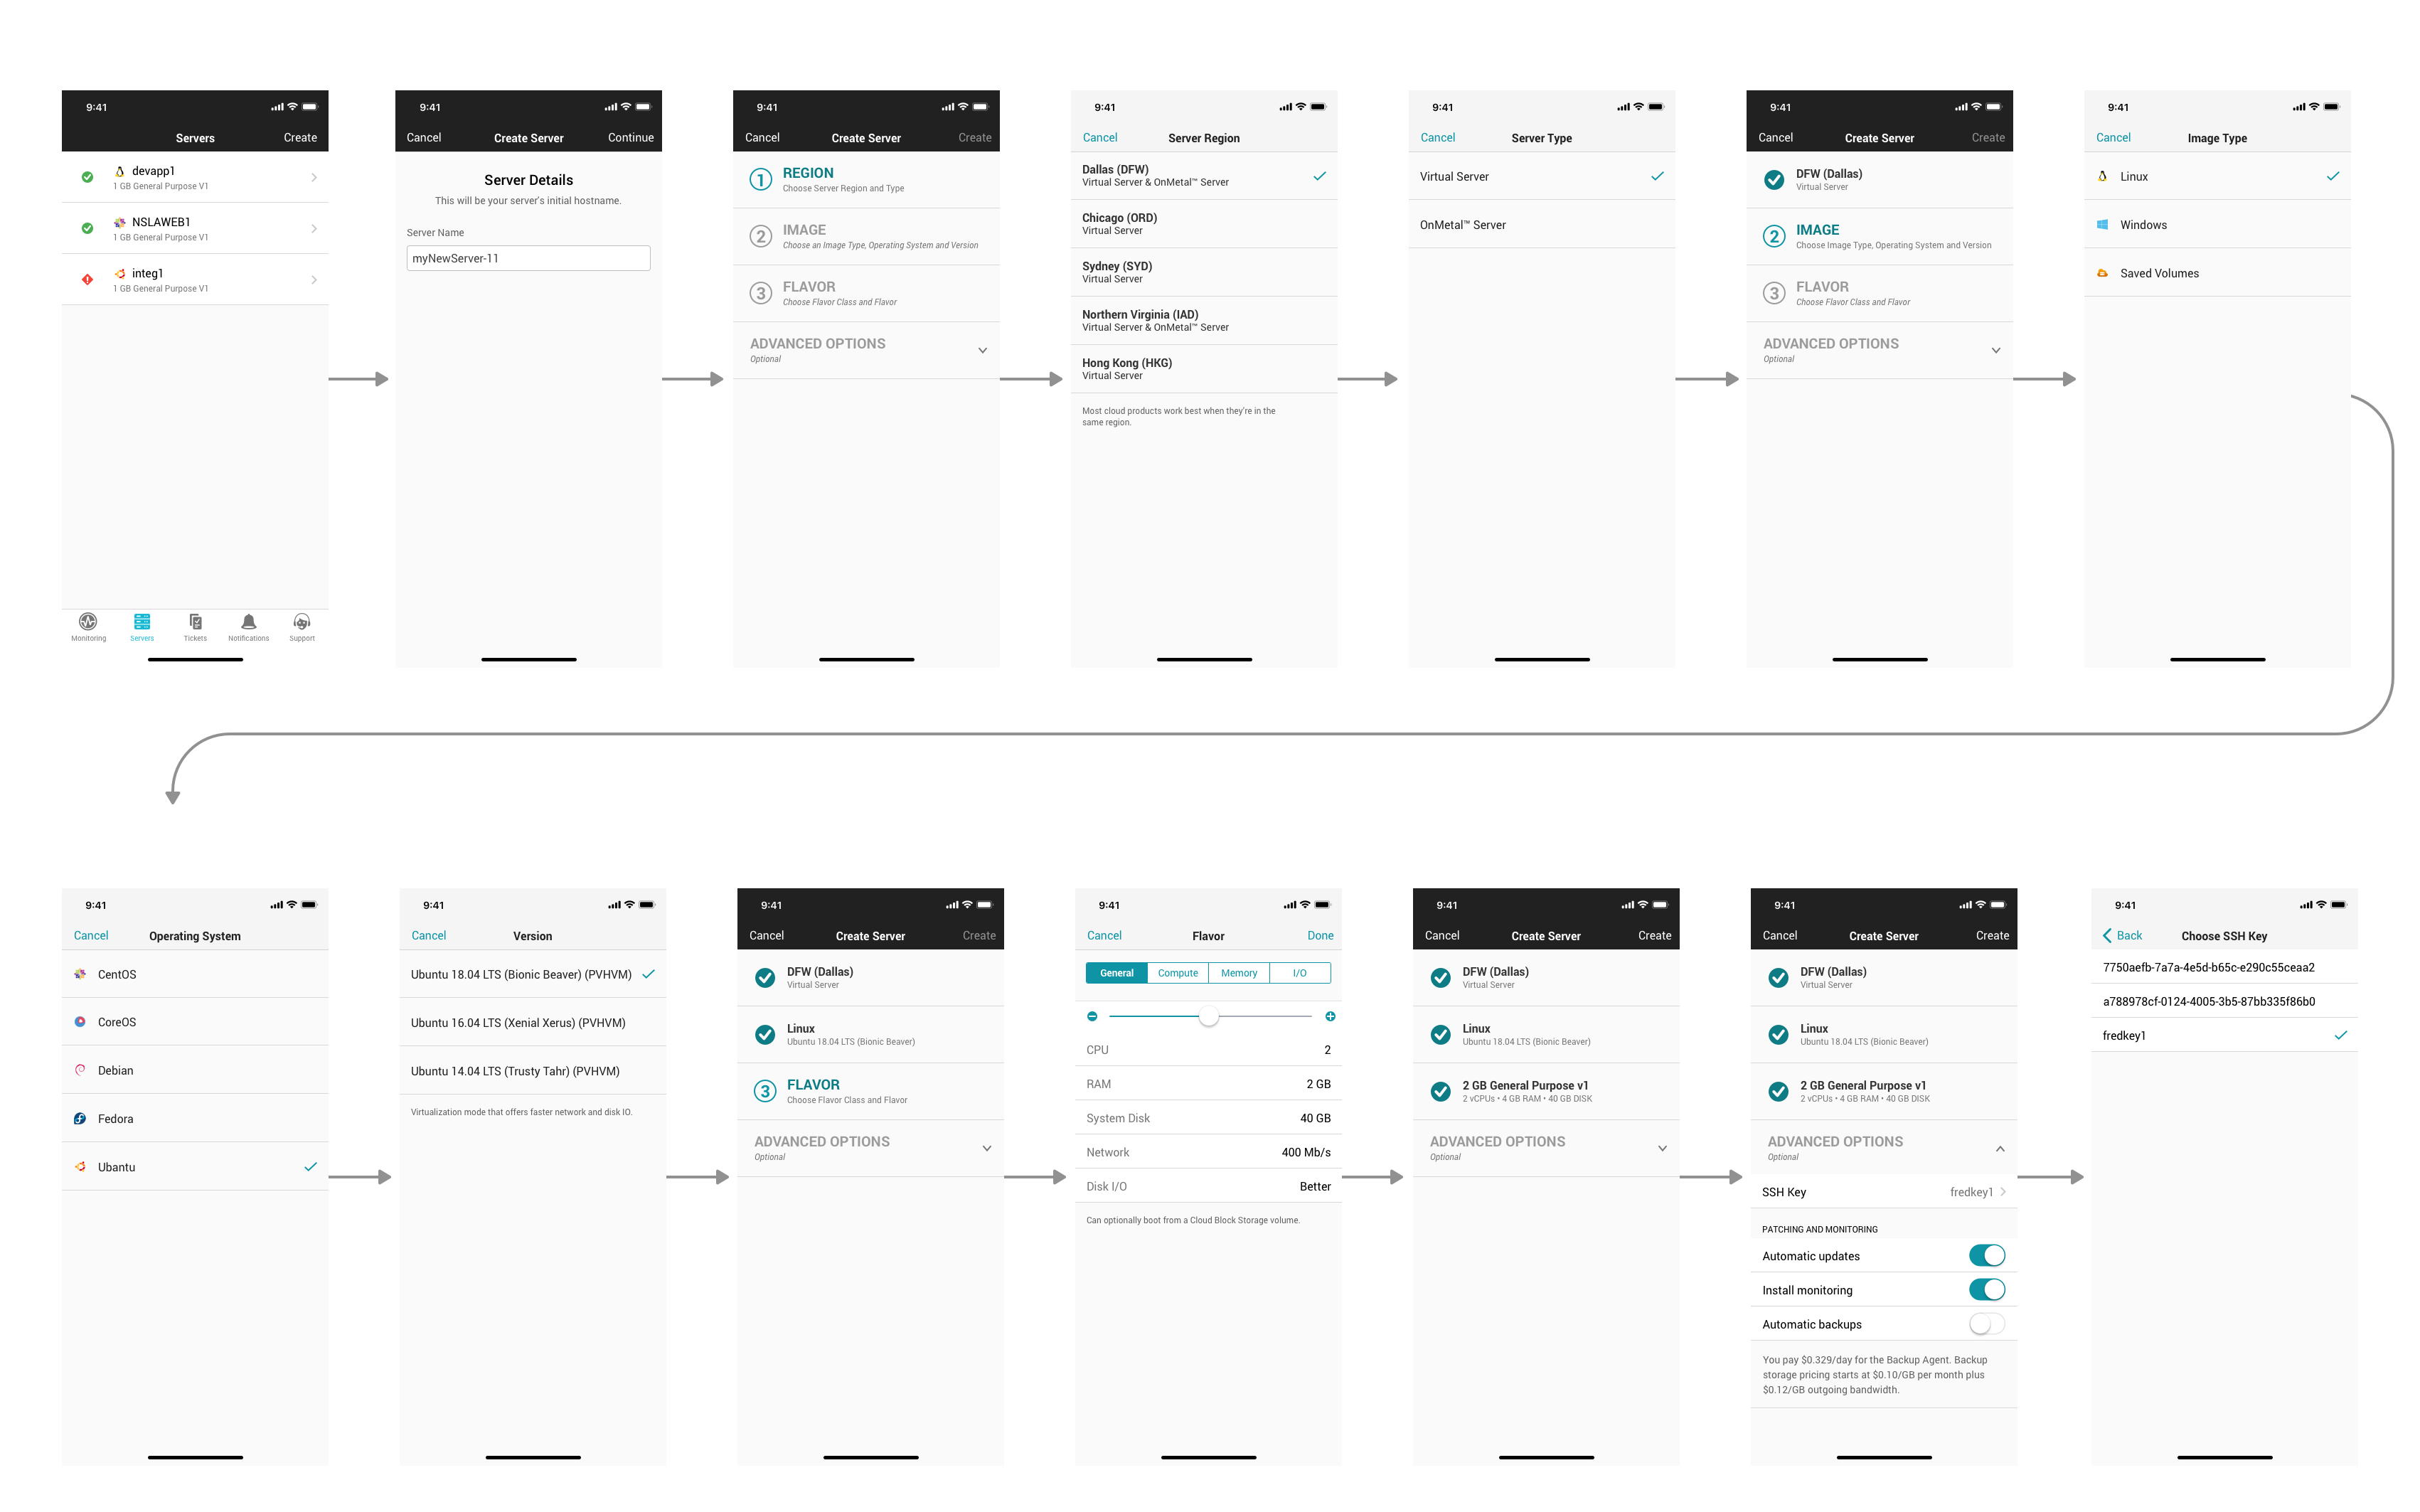 9:41
Servers
Create
devapp1
1 GB General Purpose V1
NSLAWEB1
1 GB General Purpose V1
integ1
1 GB General Purpose V1
Monitoring
Servers
Tickets
Notifications
Support
9:41
Cancel
Create Server
Continue
Server Details
This will be your server's initial hostname.
Server Name
myNewServer-11
9:41
Cancel
Create Server
Create
1
REGION
Choose Server Region and Type
2
IMAGE
Choose an Image Type, Operating System and Version
3
FLAVOR
Choose Flavor Class and Flavor
ADVANCED OPTIONS
Optional
9:41
Cancel
Server Region
Dallas (DFW)
Virtual Server & OnMetal™ Server
Chicago (ORD)
Virtual Server
Sydney (SYD)
Virtual Server
Northern Virginia (IAD)
Virtual Server & OnMetal™ Server
Hong Kong (HKG)
Virtual Server
Most cloud products work best when they're in the
same region.
9:41
Cancel
Server Type
Virtual Server
OnMetal™ Server
9:41
Cancel
Create Server
Create
DFW (Dallas)
Virtual Server
2
IMAGE
Choose Image Type, Operating System and Version
3
FLAVOR
Choose Flavor Class and Flavor
ADVANCED OPTIONS
Optional
9:41
Cancel
Image Type
Linux
Windows
Saved Volumes
9:41
Cancel
Operating System
CentOS
CoreOS
Debian
Fedora
Ubantu
9:41
Cancel
Version
Ubuntu 18.04 LTS (Bionic Beaver) (PVHVM)
Ubuntu 16.04 LTS (Xenial Xerus) (PVHVM)
Ubuntu 14.04 LTS (Trusty Tahr) (PVHVM)
Virtualization mode that offers faster network and disk IO.
9:41
Cancel
Create Server
Create
DFW (Dallas)
Virtual Server
Linux
Ubuntu 18.04 LTS (Bionic Beaver)
3
FLAVOR
Choose Flavor Class and Flavor
ADVANCED OPTIONS
Optional
9:41
Cancel
Flavor
Done
General
Compute
Memory
I/O
CPU
2
RAM
2 GB
System Disk
40 GB
Network
400 Mb/s
Disk I/O
Better
Can optionally boot from a Cloud Block Storage volume.
9:41
Cancel
Create Server
Create
DFW (Dallas)
Virtual Server
Linux
Ubuntu 18.04 LTS (Bionic Beaver)
2 GB General Purpose v1
2 vCPUs • 4 GB RAM • 40 GB DISK
ADVANCED OPTIONS
Optional
9:41
Cancel
Create Server
Create
DFW (Dallas)
Virtual Server
Linux
Ubuntu 18.04 LTS (Bionic Beaver)
2 GB General Purpose v1
2 vCPUs • 4 GB RAM • 40 GB DISK
ADVANCED OPTIONS
Optional
SSH Key
fredkey1
PATCHING AND MONITORING
Automatic updates
Install monitoring
Automatic backups
You pay $0.329/day for the Backup Agent. Backup
storage pricing starts at $0.10/GB per month plus
$0.12/GB outgoing bandwidth.
9:41
Back
Choose SSH Key
7750aefb-7a7a-4e5d-b65c-e290c55ceaa2
a788978cf-0124-4005-3b5-87bb335f86b0
fredkey1